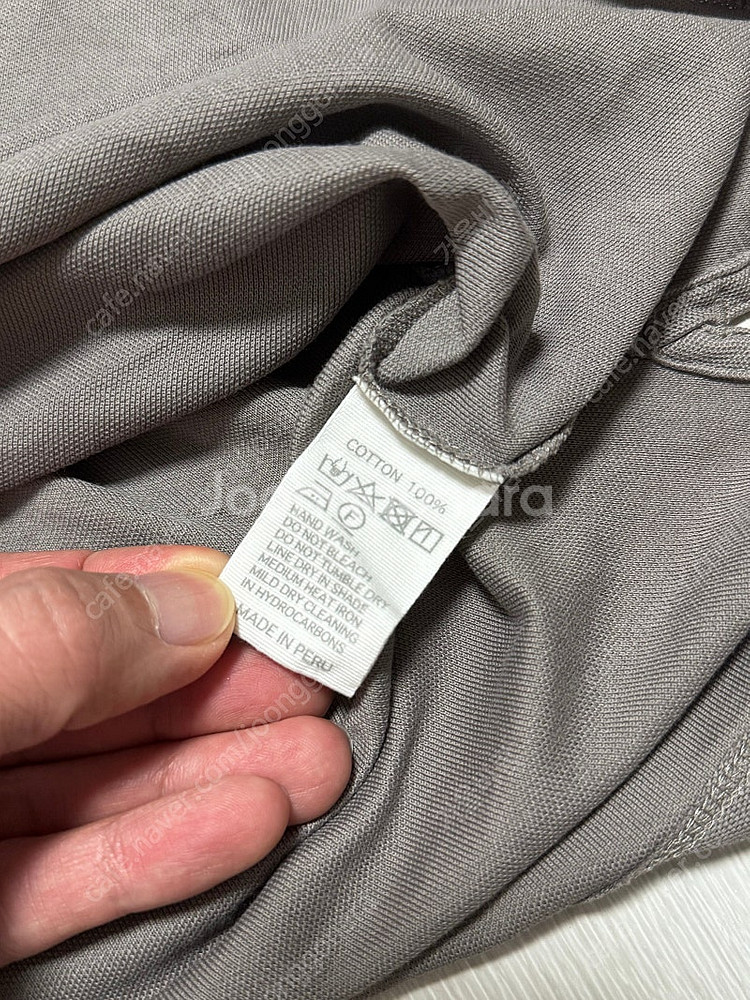 COTTON 100%
F
HAND WASH
DO NOT BLEACH
DO NOT TUMBLE DRY
LINE DRY IN SHADE
MEDIUM HEAT IRON
MILD DRY CLEANING
IN HYDROCARBONS
MADE IN PERU